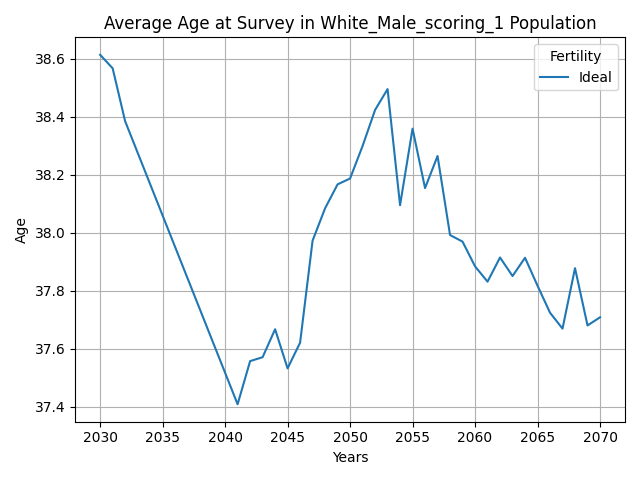 Average Age at Survey in White_Male_scoring_1 Population
Fertility
Ideal
38.6
38.4
38.2
38.0
37.8
37.6
37.4
Age
2030 2035 2040 2045 2050 2055 2060 2065 2070
Years